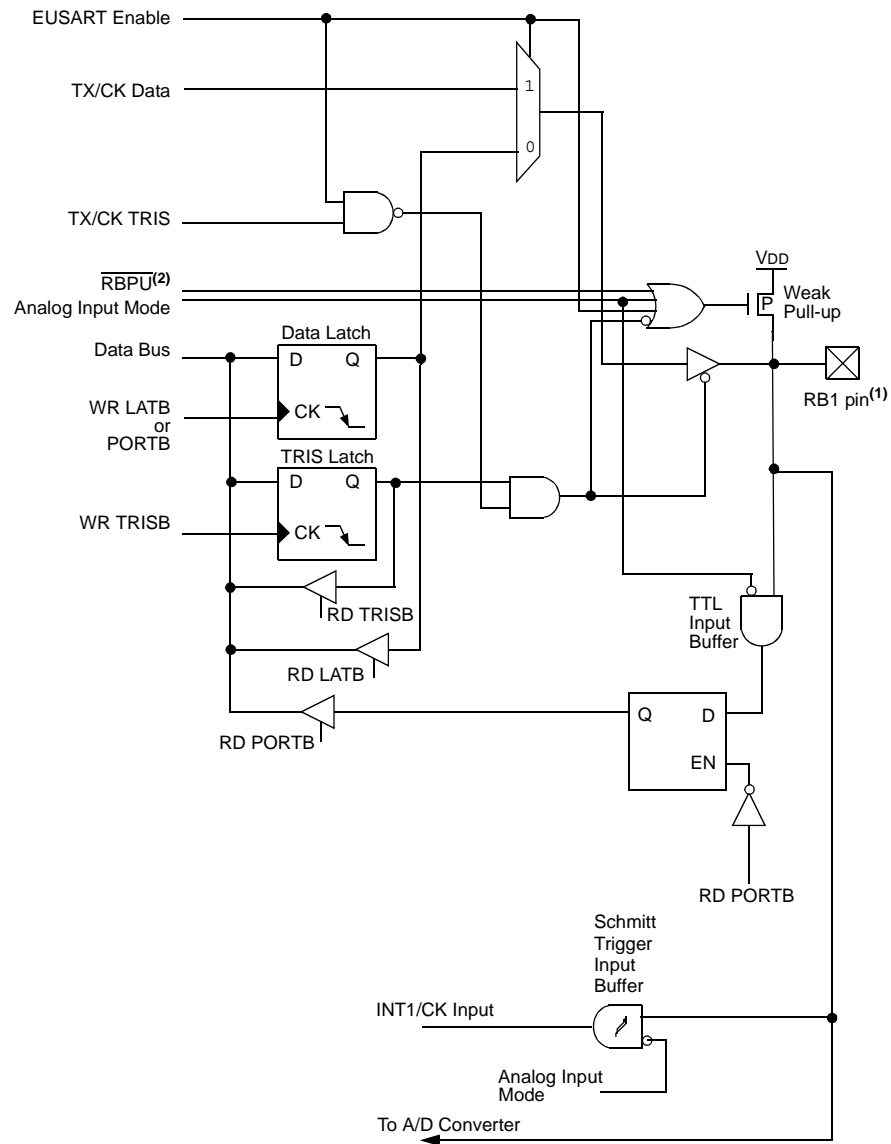 EUSART Enable
TX/CK Data
1
0
TX/CK TRIS
VDD
RBPU(2)
Analog Input Mode
P
Weak
Pull-up
Data Bus
Data Latch
D Q
CK
WR LATB
or
PORTB
RB1 pin(1)
TRIS Latch
D Q
CK
WR TRISB
RD TRISB
TTL
Input
Buffer
RD LATB
Q D
EN
RD PORTB
RD PORTB
Schmitt
Trigger
Input
Buffer
INT1/CK Input
Analog Input
Mode
To A/D Converter